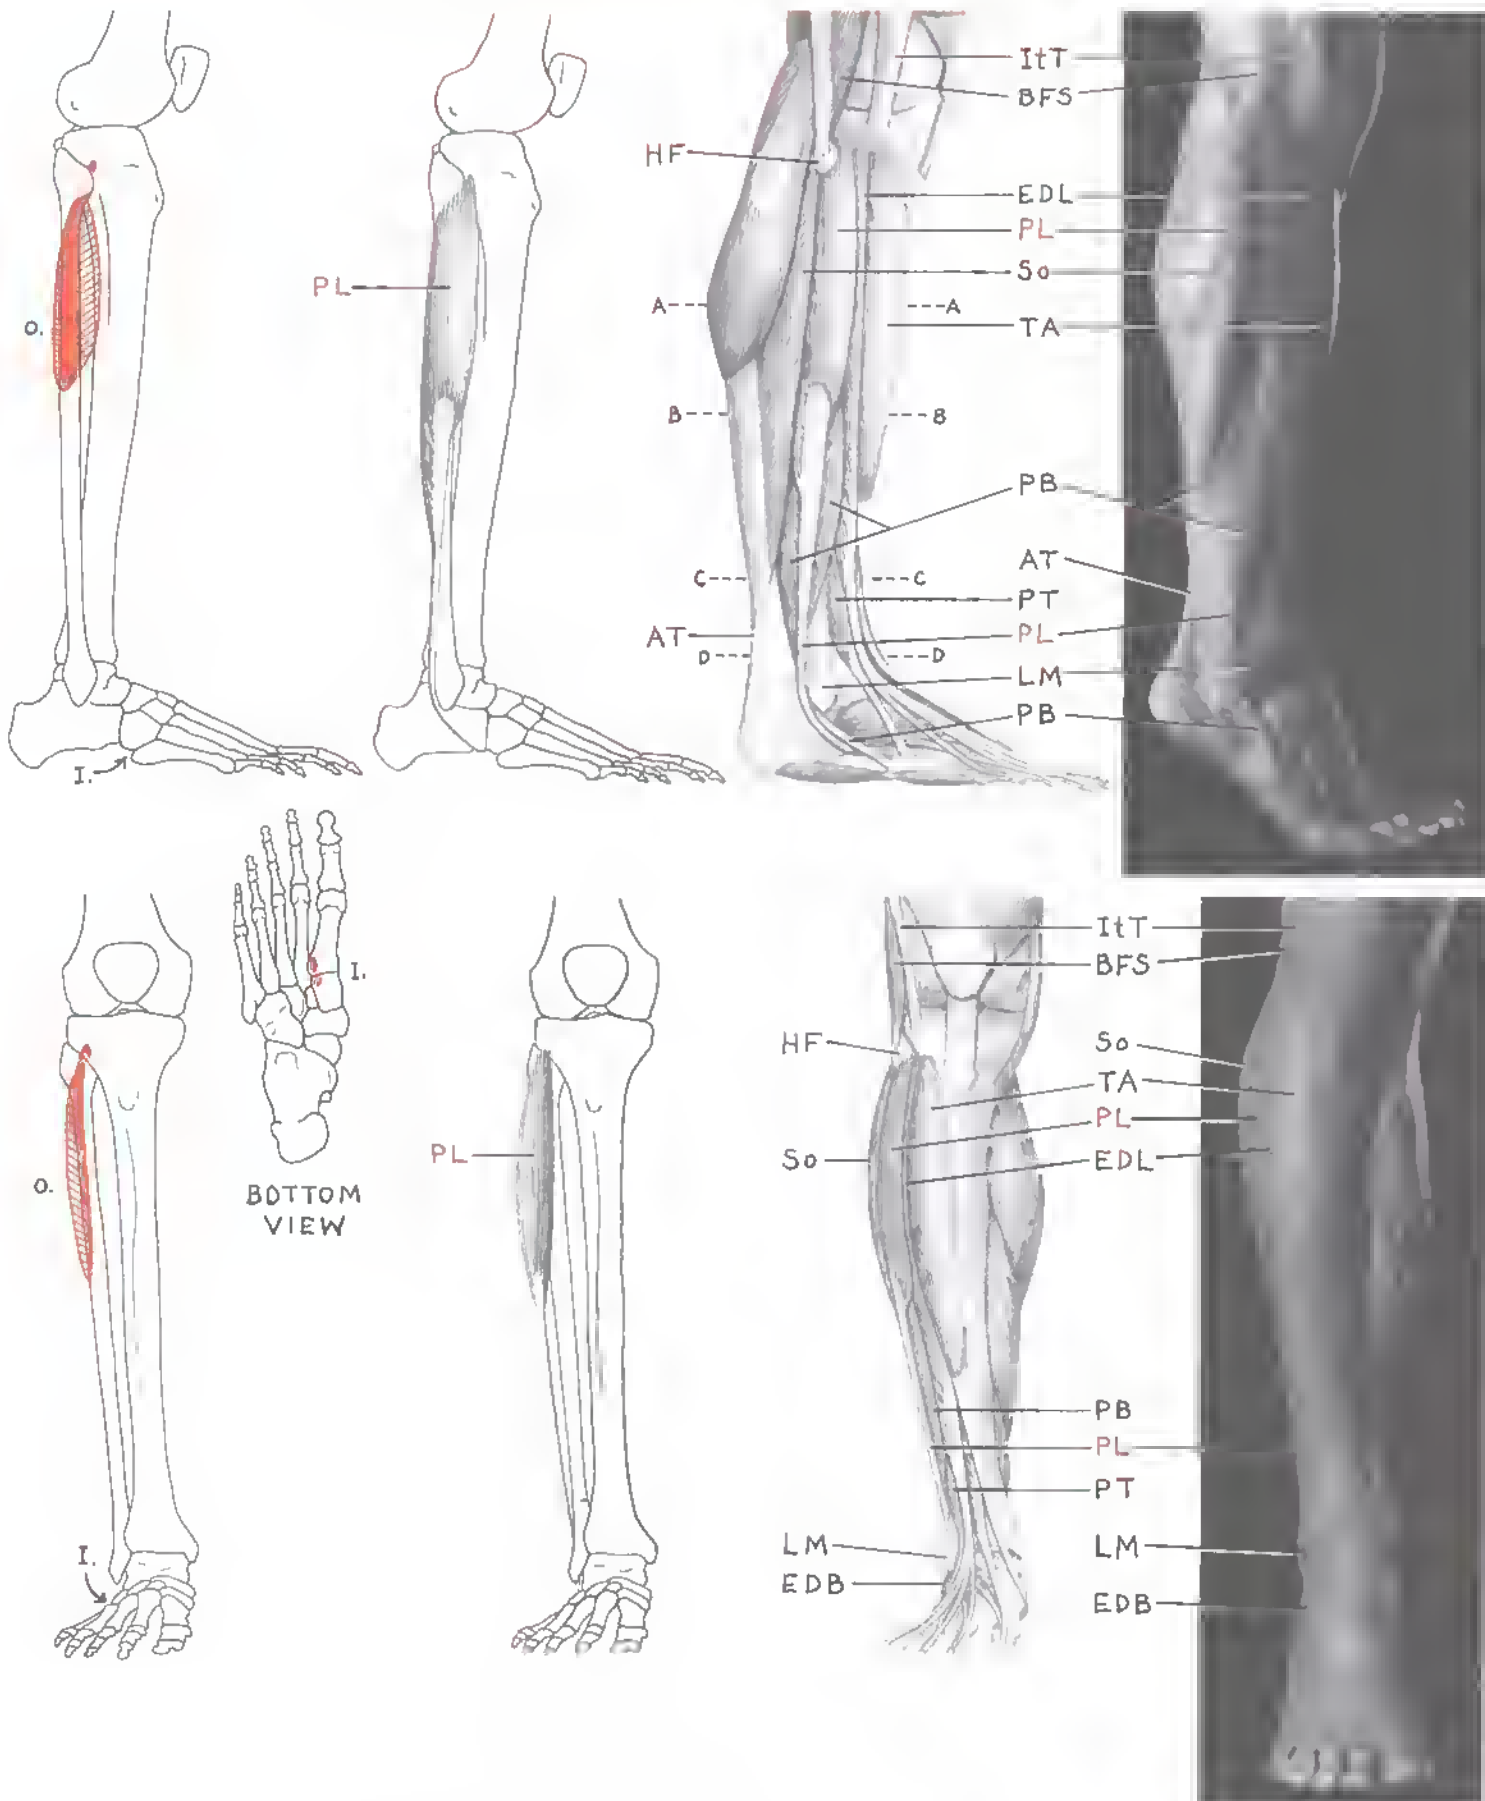 ItT
BFS
HF
EDL
PL
PL
So
A
A
O.
TA
B
B
PB
AT
C
C
PT
AT
PL
D
D
LM
PB
I.
ItT
BFS
I.
HF
So
TA
PL
PL
So
EDL
O.
BOTTOM
VIEW
PB
PL
PT
I.
LM
LM
EDB
EDB